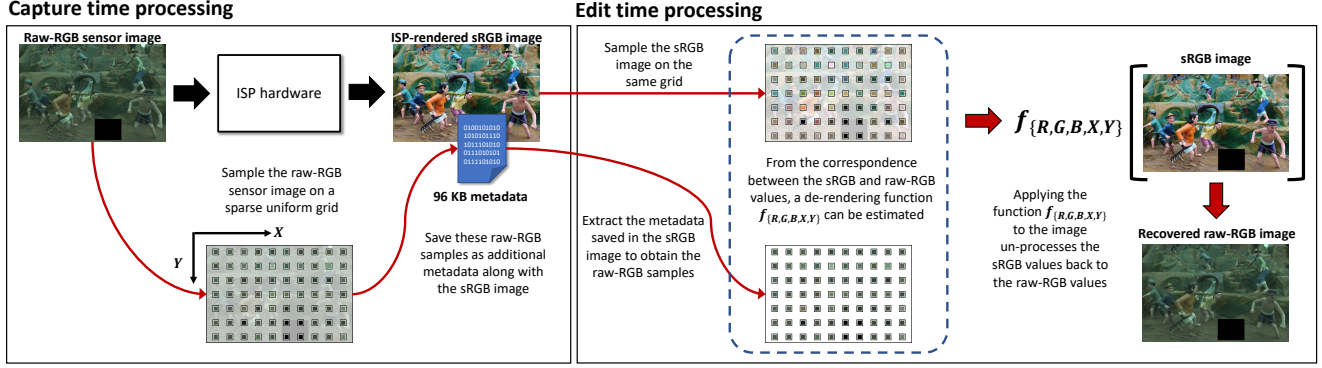 Capture time processing
Raw-RGB sensor image
ISP hardware
ISP-rendered sRGB image
0100101010
1010101110
1011101010
0111010101
0111101010
96 KB metadata
Sample the raw-RGB
sensor image on a
sparse uniform grid
X
Y
Save these raw-RGB
samples as additional
metadata along with
the sRGB image
Edit time processing
Sample the sRGB
image on the
same grid
Extract the metadata
saved in the sRGB
image to obtain the
raw-RGB samples
From the correspondence
between the sRGB and raw-RGB
values, a de-rendering function
f{R,G,B,X,Y} can be estimated
f{R,G,B,X,Y}
sRGB image
Applying the
function f{R,G,B,X,Y}
to the image
un-processes the
sRGB values back to
the raw-RGB values
Recovered raw-RGB image